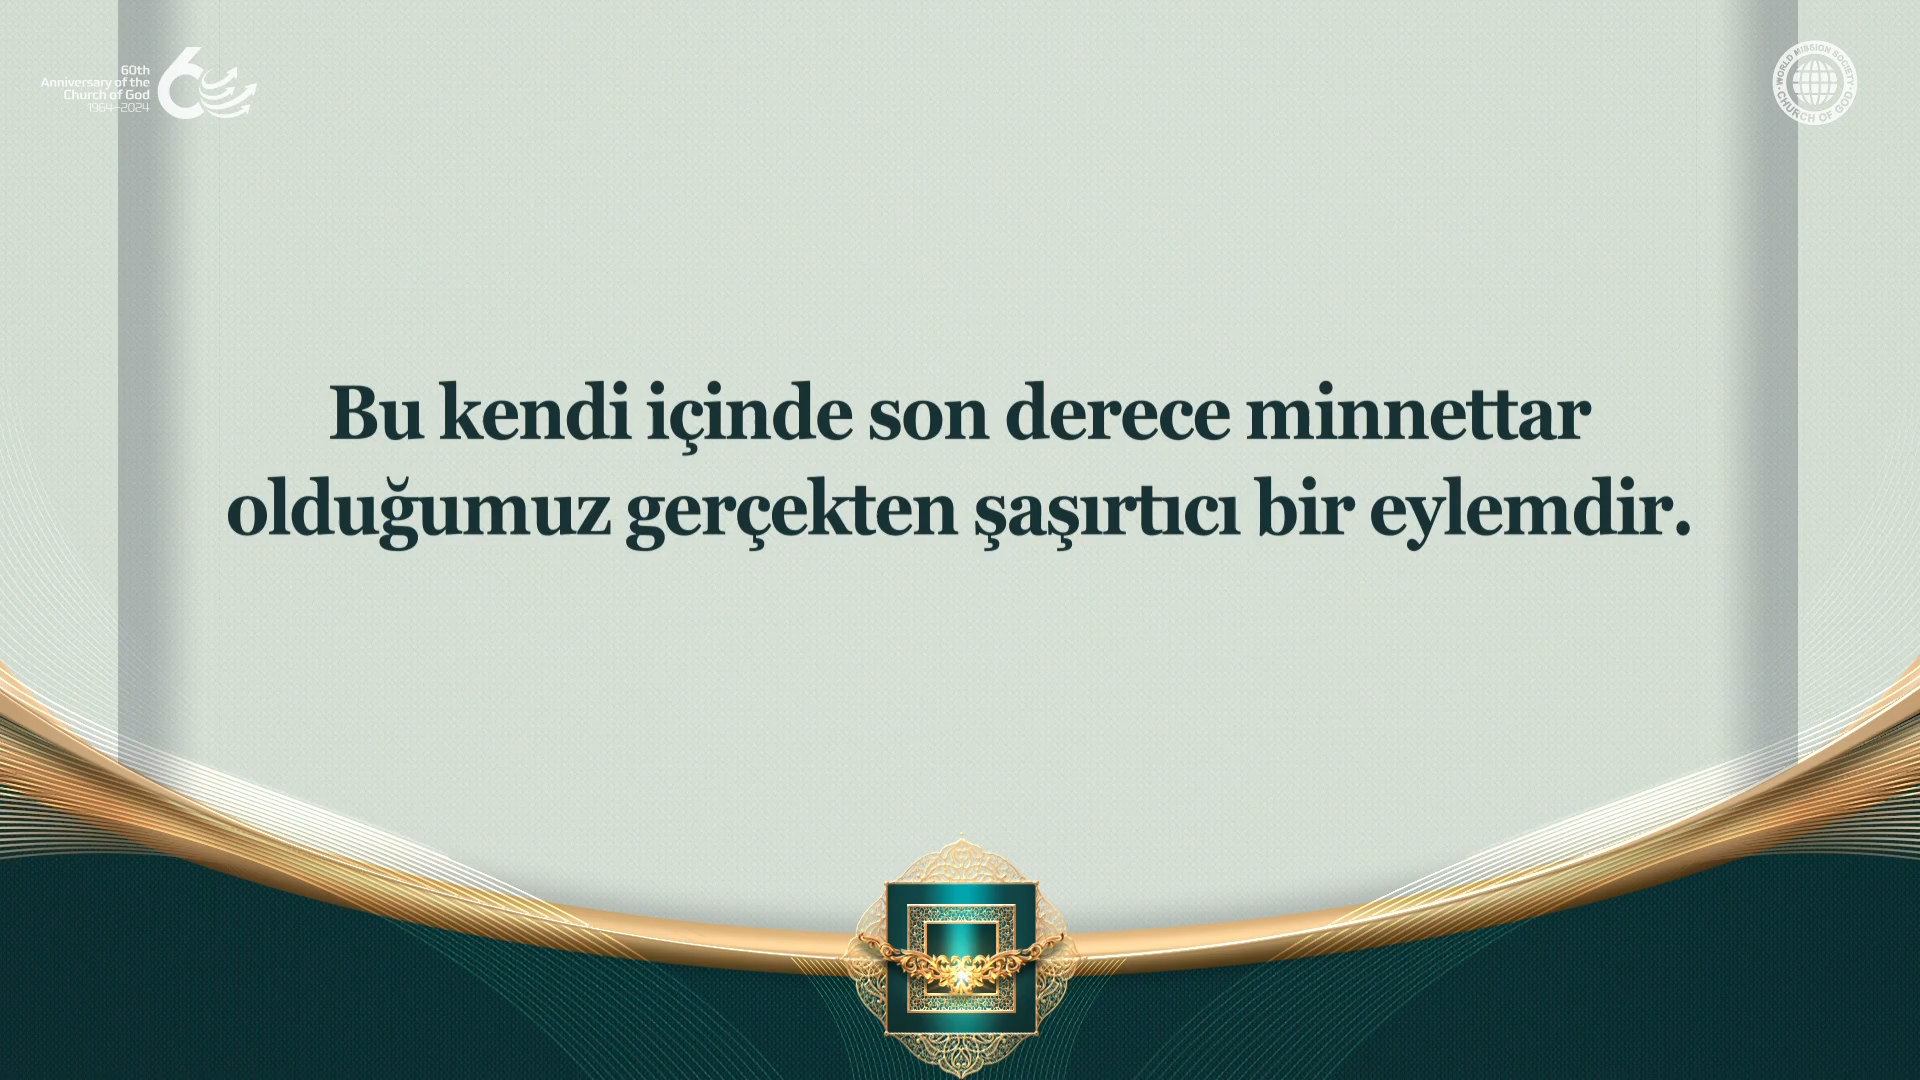 60th
Anniversary of the
Church of God
1964–2024
WORLD MISSION SOCIETY
CHURCH OF GOD
Bu kendi içinde son derece minnettar
olduğumuz gerçekten şaşırtıcı bir eylemdir.